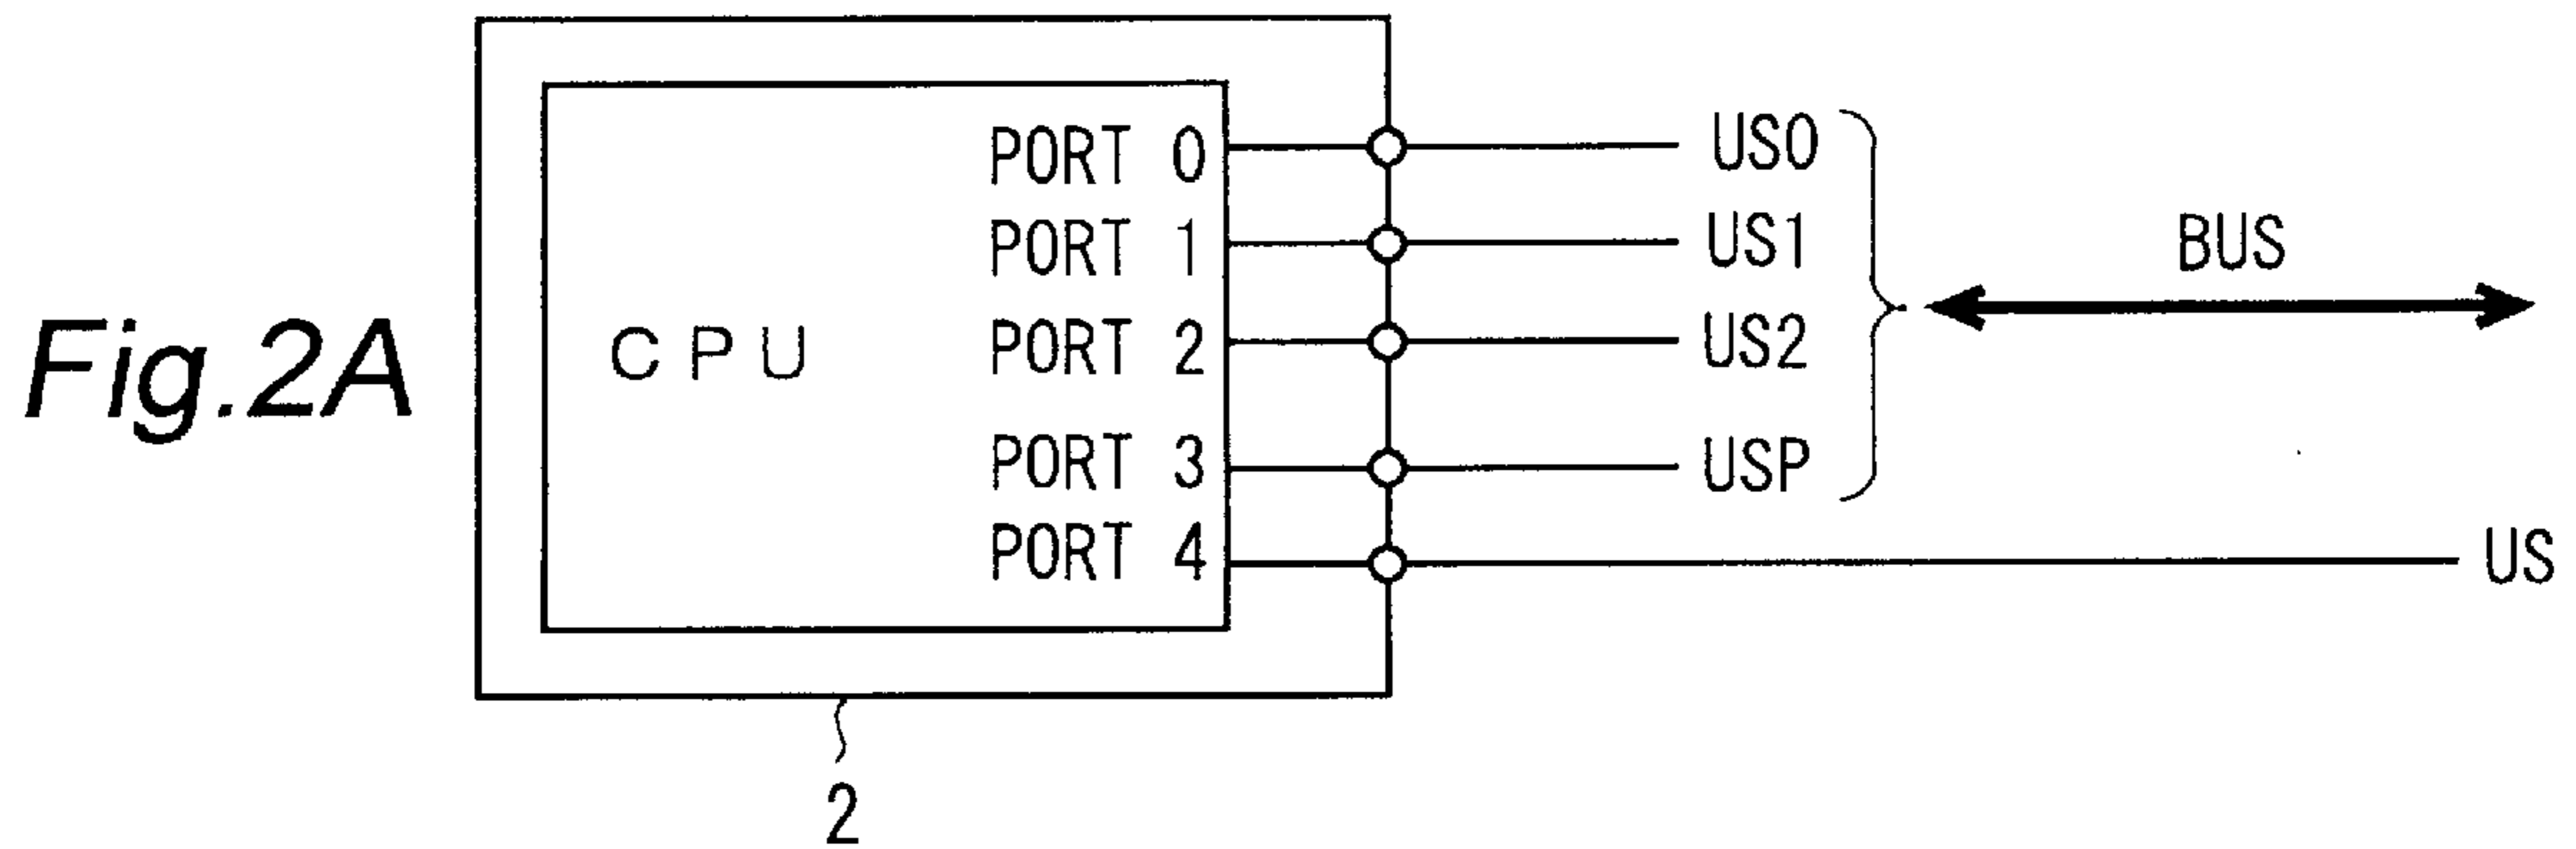 Fig.2A
CPU
PORT 0
PORT 1
PORT 2
PORT 3
PORT 4
US0
US1
US2
USP
BUS
US
2